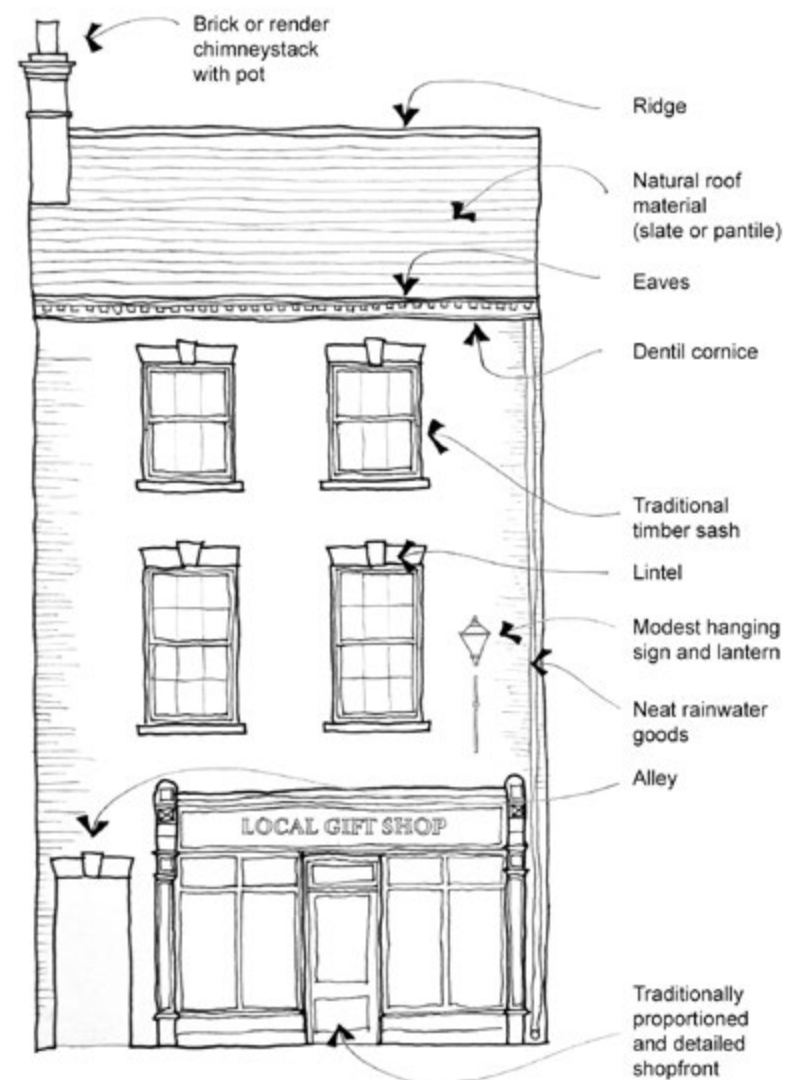 Brick or render
chimneystack
with pot
Ridge
Natural roof
material
(slate or pantile)
Eaves
Dentil cornice
Traditional
timber sash
Lintel
Modest hanging
sign and lantern
Neat rainwater
goods
Alley
LOCAL GIFT SHOP
Traditionally
proportioned
and detailed
shopfront